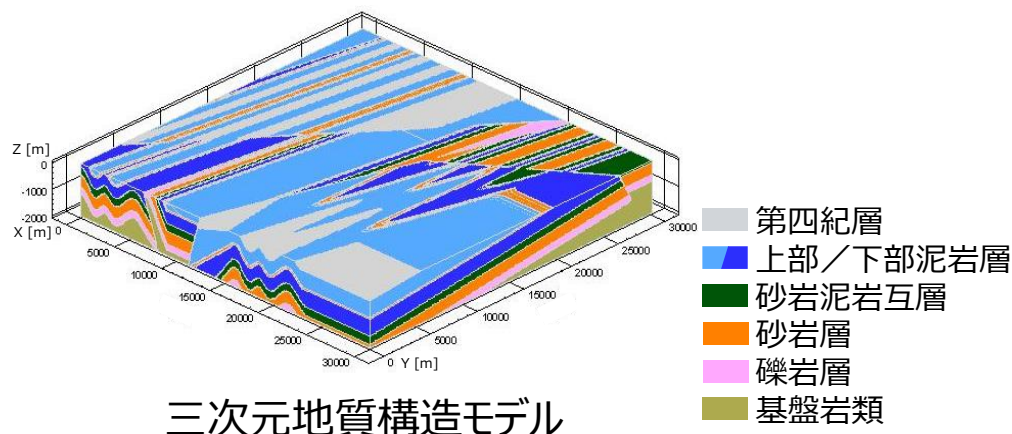 Z [m]
0
-1000
-2000
X [m] 0
5000
10000
15000
20000
25000
30000
0 Y [m]
5000
10000
15000
20000
25000
30000
第四紀層
上部／下部泥岩層
砂岩泥岩互層
砂岩層
礫岩層
基盤岩類
三次元地質構造モデル